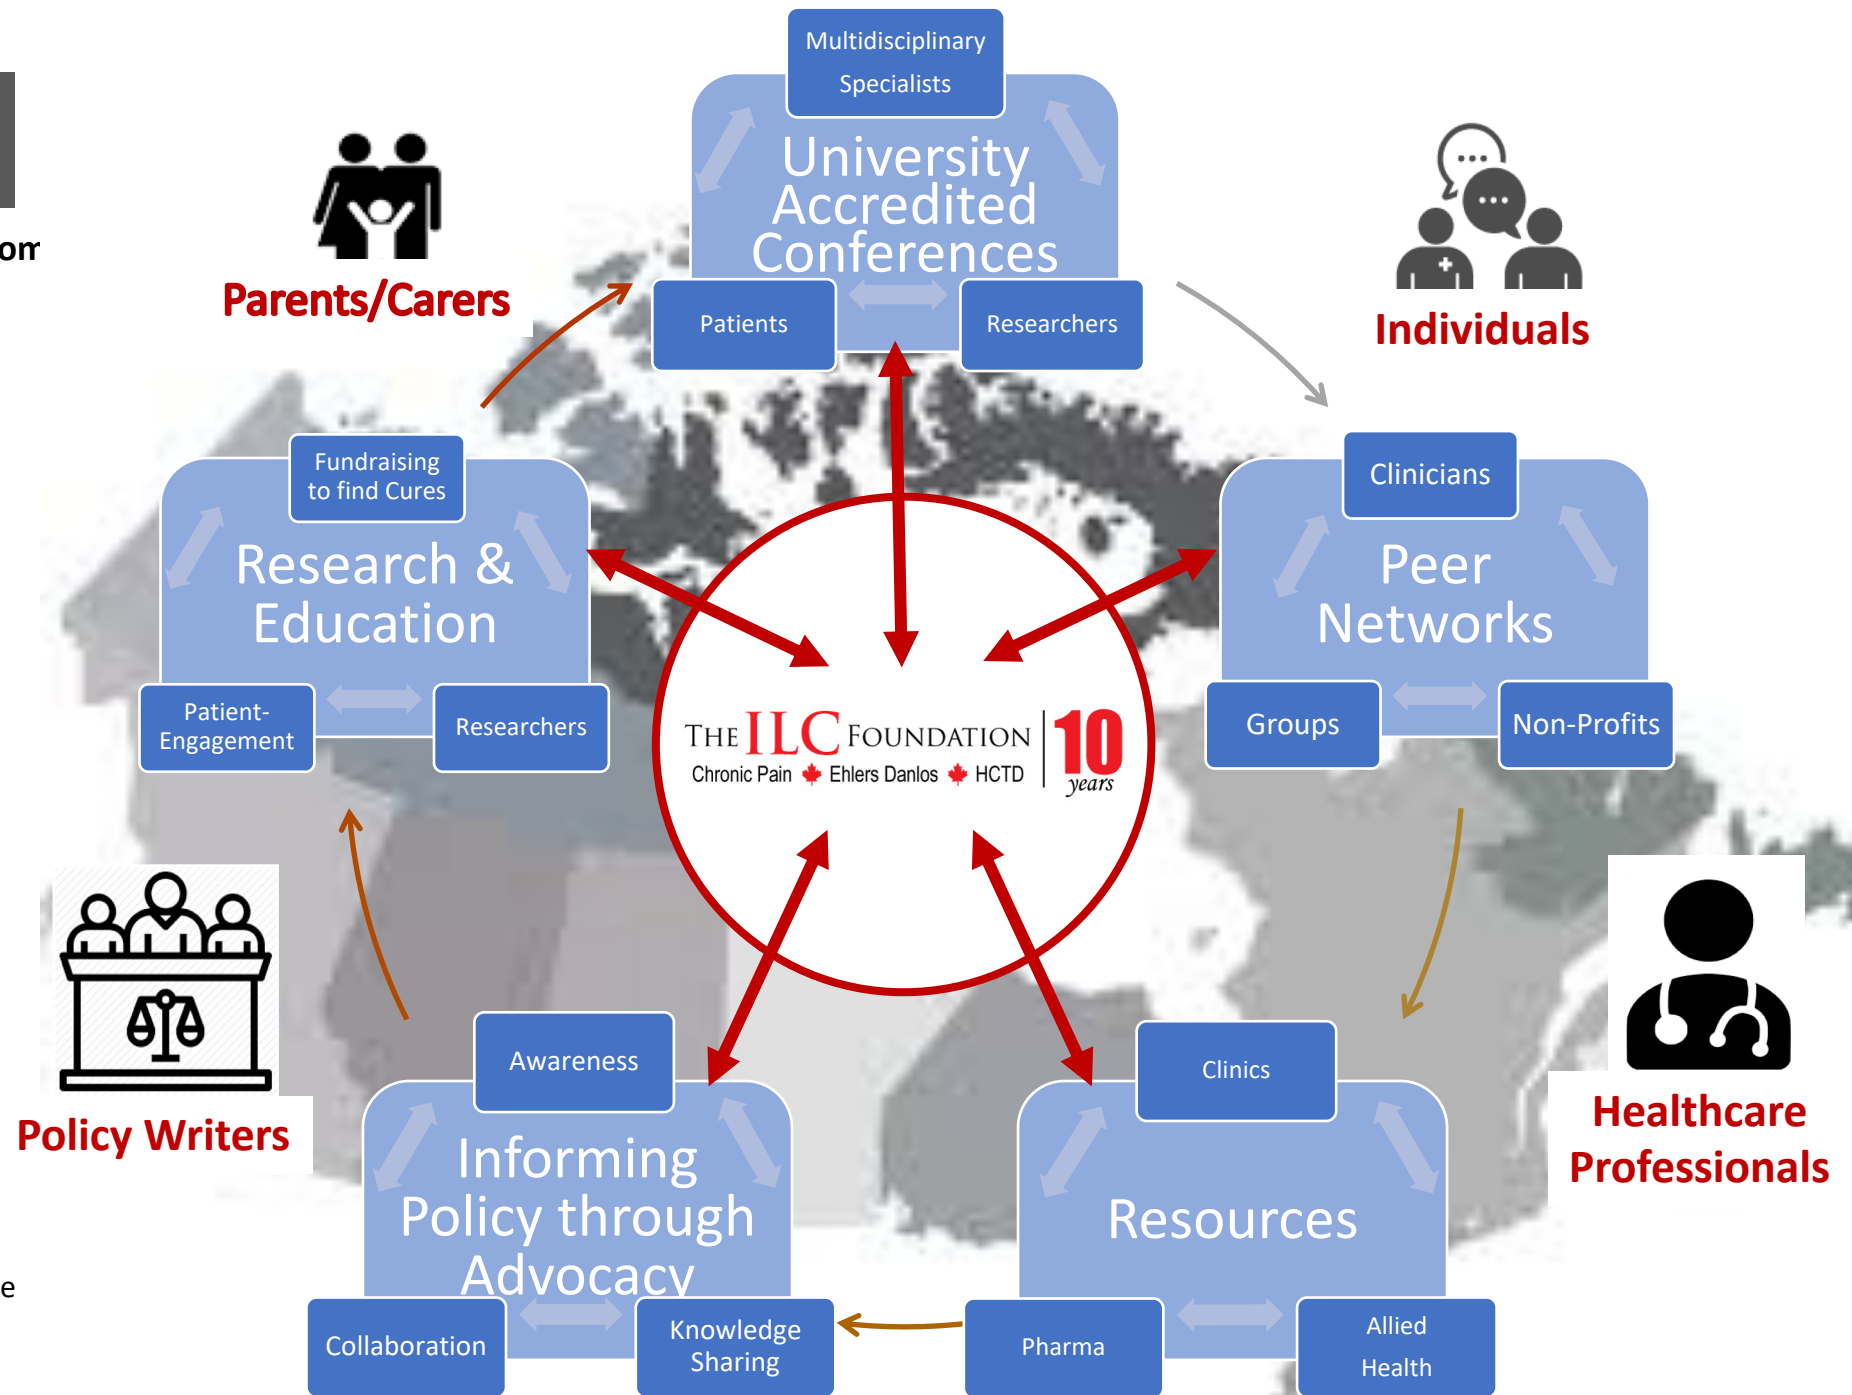 Multidisciplinary
Specialists
University
Accredited
Conferences
Patients
Researchers
om
Parents/Carers
Individuals
Fundraising
to find Cures
Research &
Education
Patient-
Engagement
Researchers
Clinicians
Peer
Networks
Groups
Non-Profits
THE ILC FOUNDATION 10
Chronic Pain Ehlers Danlos HCTD years
Policy Writers
Healthcare
Professionals
Awareness
Informing
Policy through
Advocacy
Collaboration
Knowledge
Sharing
Clinics
Resources
Pharma
Allied
Health
e